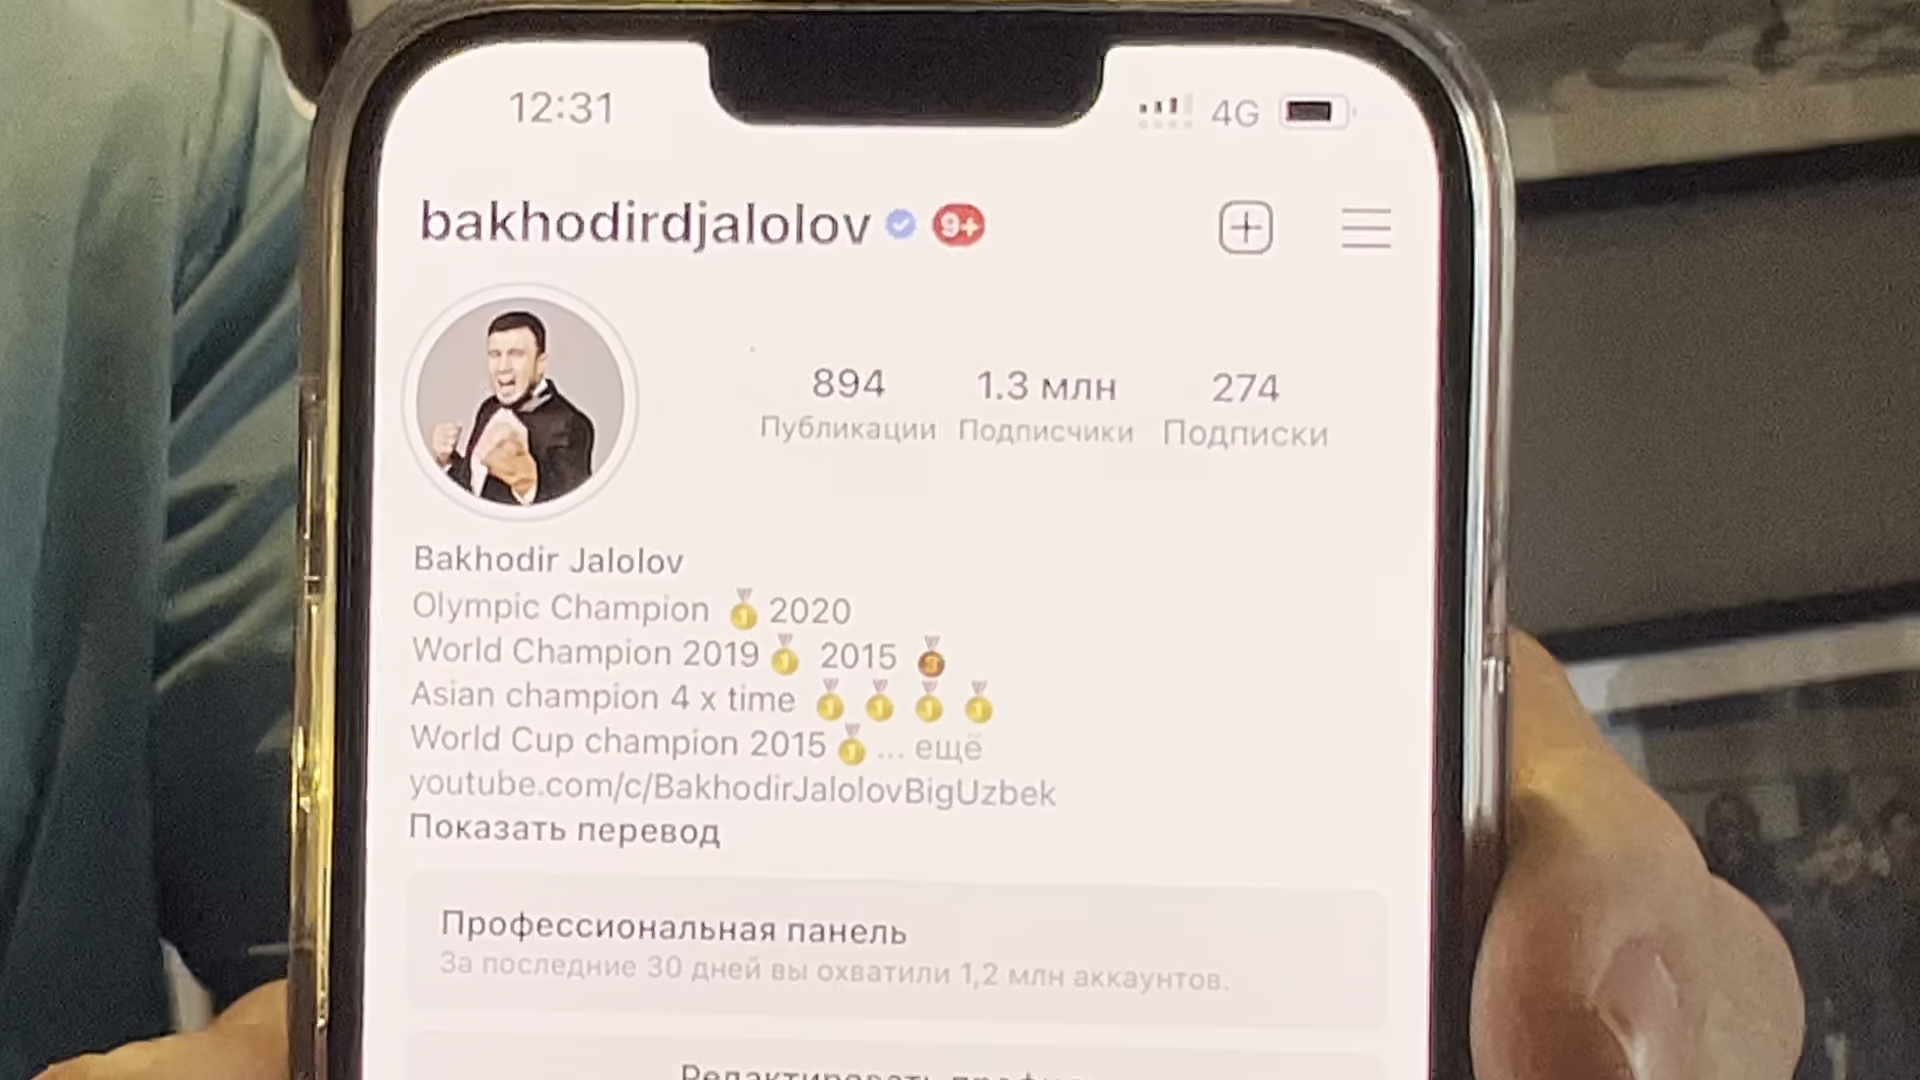 12:31
4G
bakhodirdjalolov 9+
894 1.3 млн 274
Публикации Подписчики Подписки
Bakhodir Jalolov
Olympic Champion 🥇 2020
World Champion 2019🥇 2015 🥉
Asian champion 4 x time 🥇 🥇 🥇 🥇
World Cup champion 2015🥇... ещё
youtube.com/c/BakhodirJalolovBigUzbek
Показать перевод
Профессиональная панель
За последние 30 дней вы охватили 1,2 млн аккаунтов.
Редактировать